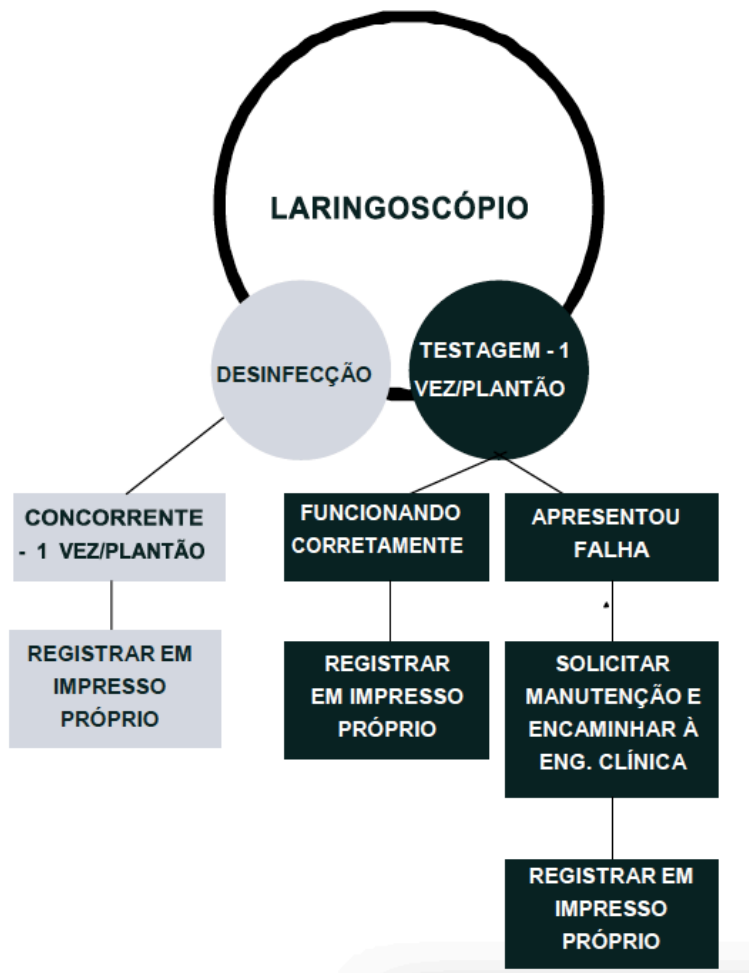 LARINGOSCÓPIO
DESINFECÇÃO
TESTAGEM - 1
VEZ/PLANTÃO
CONCORRENTE
- 1 VEZ/PLANTÃO
REGISTRAR EM
IMPRESSO
PRÓPRIO
FUNCIONANDO
CORRETAMENTE
REGISTRAR
EM IMPRESSO
PRÓPRIO
APRESENTOU
FALHA
SOLICITAR
MANUTENÇÃO E
ENCAMINHAR À
ENG. CLÍNICA
REGISTRAR EM
IMPRESSO
PRÓPRIO